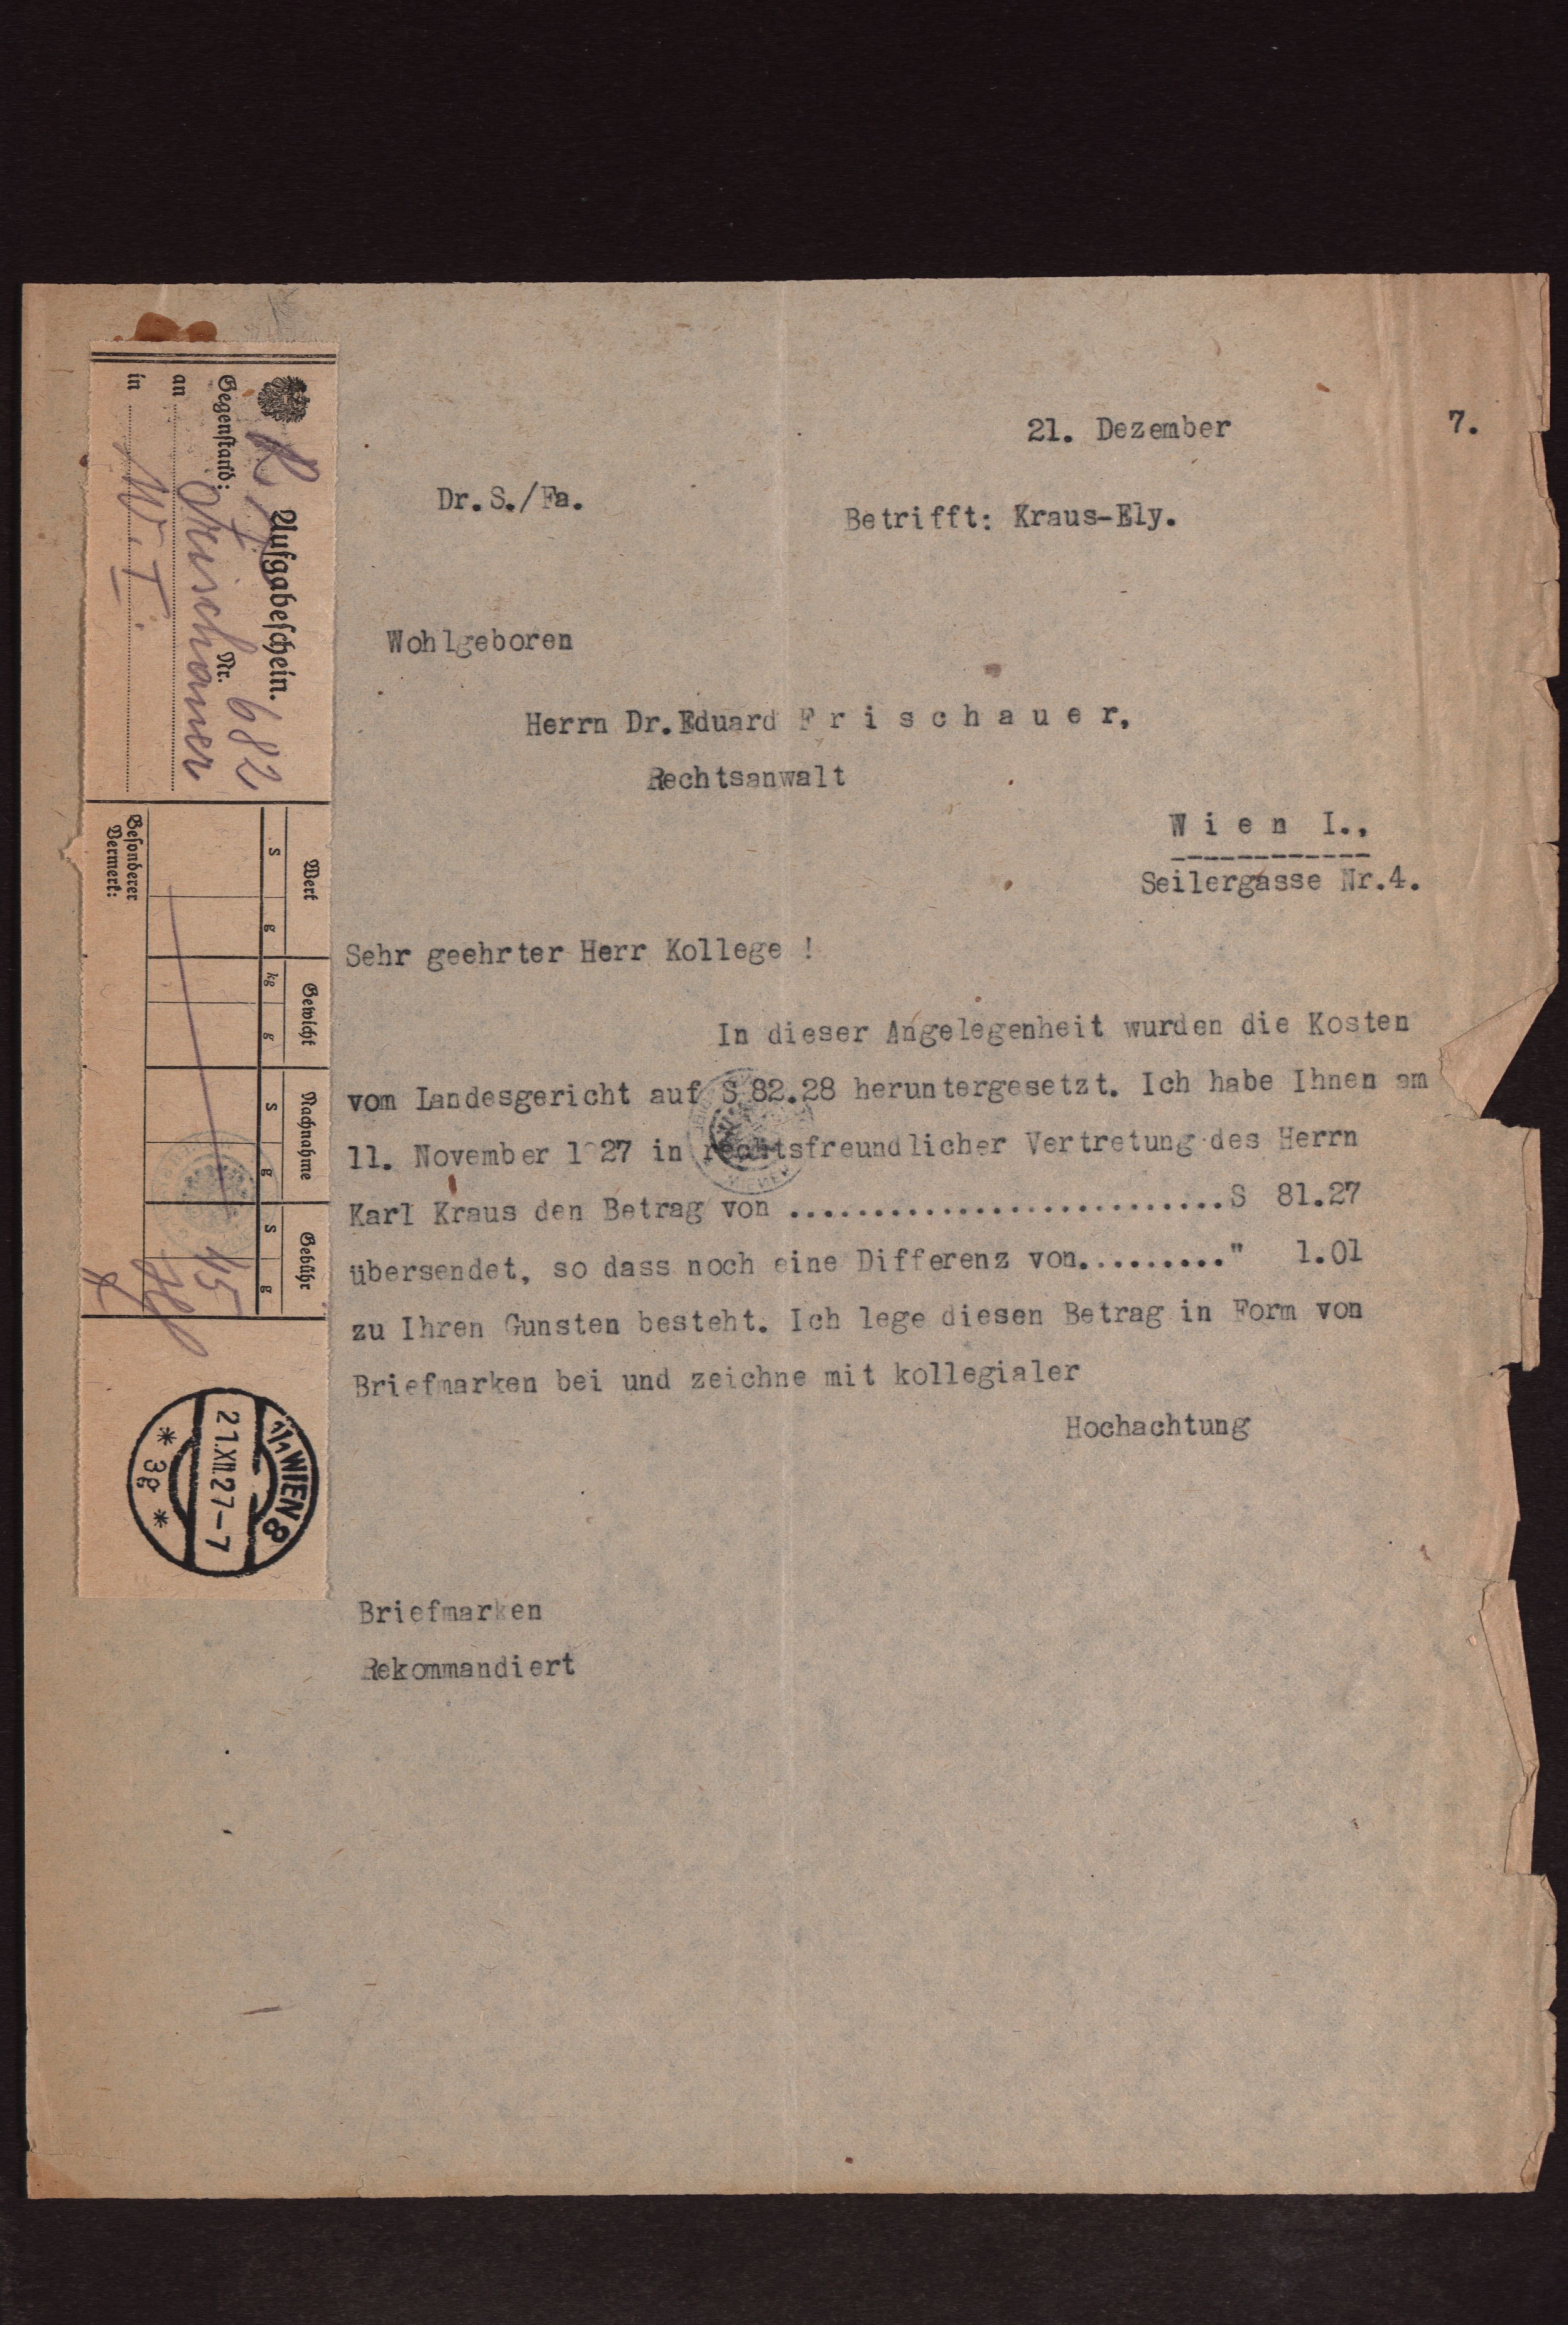 21. Dezember 7.
Dr.S./Fa.
Betrifft: Kraus-Ely.
Wohlgeboren
Herrn Dr.Eduard F r i s c h a u e r,
Rechtsanwalt
W i e n I.,
Seilergasse Nr.4.
Sehr geehrter Herr Kollege !
In dieser Angelegenheit wurden die Kosten
vom Landesgericht auf S 82.28 heruntergesetzt. Ich habe Ihnen am
11. November 1927 in rechtsfreundlicher Vertretung des Herrn
Karl Kraus den Betrag von ...........................S 81.27
übersendet, so dass noch eine Differenz von........." 1.01
zu Ihren Gunsten besteht. Ich lege diesen Betrag in Form von
Briefmarken bei und zeichne mit kollegialer
Hochachtung
Briefmarken
Rekommandiert
Aufgabeschein.
Gegenstand: R Nr. 682
an Frischauer
in W. I.
Wert Gewicht Nachnahme Gebühr
S g kg g S g S g
Besonderer
Vermerk:
1/1 WIEN 8
21.XII.27–7
* 3g *